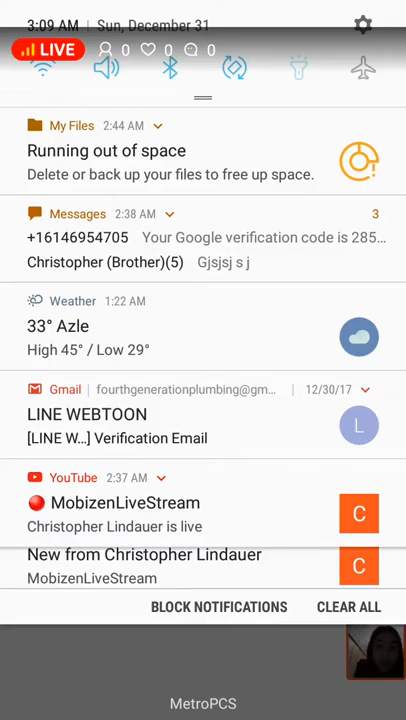 3:09 AM Sun, December 31
LIVE 0 0 0
My Files 2:44 AM
Running out of space
Delete or back up your files to free up space.
Messages 2:38 AM 3
+16146954705 Your Google verification code is 285...
Christopher (Brother)(5) Gjsjsj s j
Weather 1:22 AM
33° Azle
High 45° / Low 29°
Gmail | fourthgenerationplumbing@gm... | 12/30/17
LINE WEBTOON
[LINE W...] Verification Email
L
YouTube 2:37 AM
MobizenLiveStream
Christopher Lindauer is live
C
New from Christopher Lindauer
MobizenLiveStream
C
BLOCK NOTIFICATIONS CLEAR ALL
MetroPCS